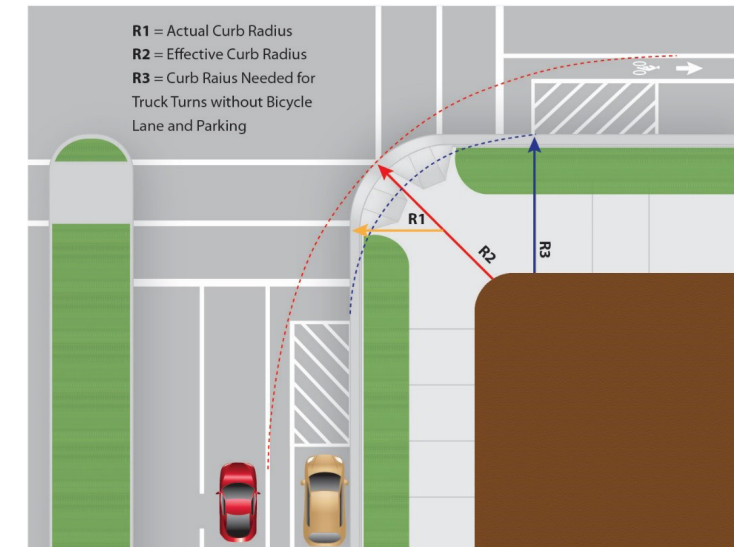 R1 = Actual Curb Radius
R2 = Effective Curb Radius
R3 = Curb Raius Needed for
Truck Turns without Bicycle
Lane and Parking
R1
R2
R3